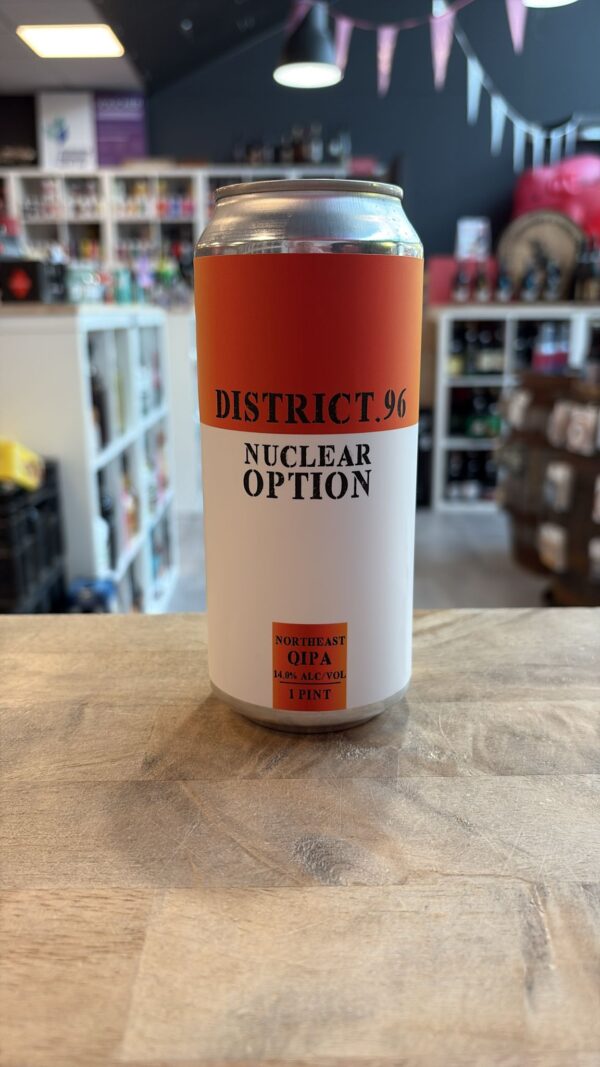 DISTRICT.96
NUCLEAR
OPTION
NORTHEAST
QIPA
14.0% ALC/VOL
1 PINT